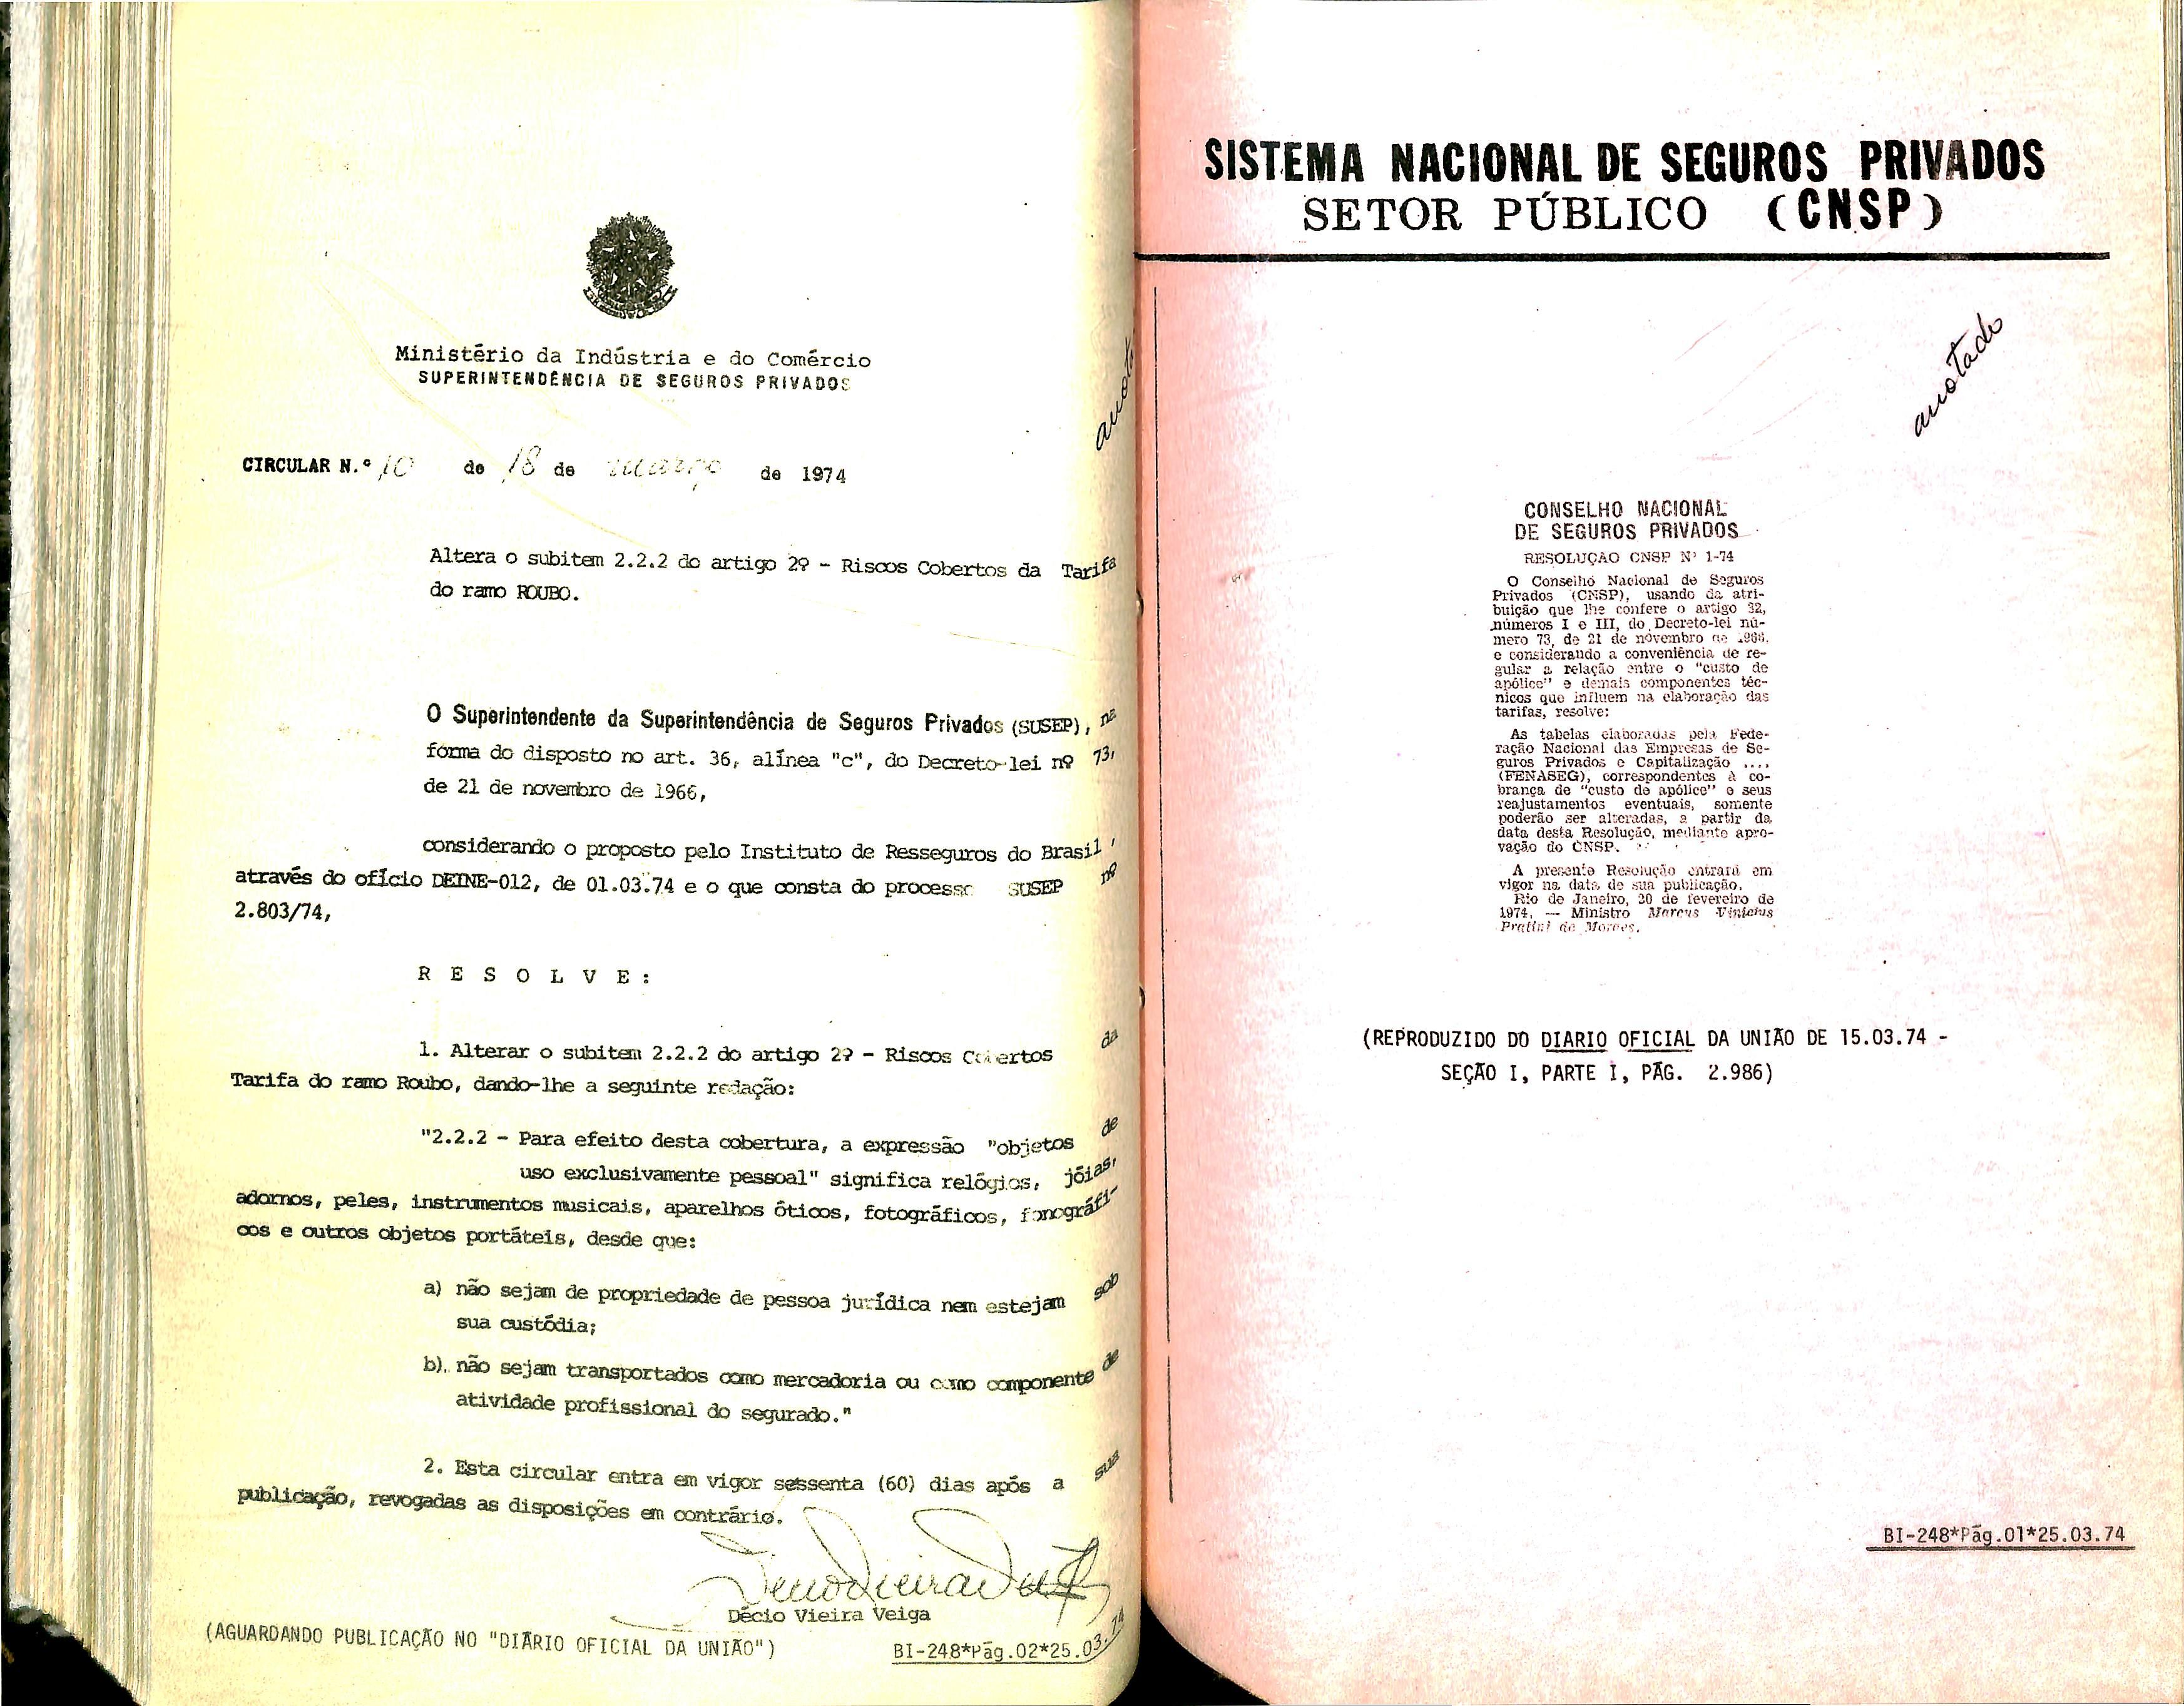 Ministério da Indústria e do Comércio
SUPERINTENDÊNCIA DE SEGUROS PRIVADOS
CIRCULAR N.º 10 de 18 de março de 1974
Altera o subitem 2.2.2 do artigo 2º - Riscos Cobertos da Tarifa
do ramo ROUBO.
O Superintendente da Superintendência de Seguros Privados (SUSEP), na
forma do disposto no art. 36, alínea "c", do Decreto-lei nº 73,
de 21 de novembro de 1966,
considerando o proposto pelo Instituto de Resseguros do Brasil,
através do ofício DEINE-012, de 01.03.74 e o que consta do processo SUSEP nº
2.803/74,
R E S O L V E :
1. Alterar o subitem 2.2.2 do artigo 2º - Riscos Cobertos da
Tarifa do ramo Roubo, dando-lhe a seguinte redação:
"2.2.2 - Para efeito desta cobertura, a expressão "objetos de
uso exclusivamente pessoal" significa relógios, jóias,
adornos, peles, instrumentos musicais, aparelhos óticos, fotográficos, fonográfi-
cos e outros objetos portáteis, desde que:
a) não sejam de propriedade de pessoa jurídica nem estejam sob
sua custódia;
b) não sejam transportados como mercadoria ou como componente de
atividade profissional do segurado."
2. Esta circular entra em vigor sessenta (60) dias após a sua
publicação, revogadas as disposições em contrário.
Décio Vieira Veiga
(AGUARDANDO PUBLICAÇÃO NO "DIÁRIO OFICIAL DA UNIÃO")
BI-248*Pág.02*25.03.74
SISTEMA NACIONAL DE SEGUROS PRIVADOS
SETOR PÚBLICO (CNSP)
anotado
CONSELHO NACIONAL
DE SEGUROS PRIVADOS
RESOLUÇÃO CNSP Nº 1-74
O Conselho Nacional de Seguros
Privados (CNSP), usando da atri-
buição que lhe confere o artigo 32,
números I e III, do Decreto-lei nú-
mero 73, de 21 de novembro de 1966,
e considerando a conveniência de re-
gular a relação entre o "custo de
apólice" e demais componentes téc-
nicos que influem na elaboração das
tarifas, resolve:
As tabelas elaboradas pela Fede-
ração Nacional das Empresas de Se-
guros Privados e Capitalização ....
(FENASEG), correspondentes à co-
brança de "custo de apólice" e seus
reajustamentos eventuais, somente
poderão ser alteradas, a partir da
data desta Resolução, mediante apro-
vação do CNSP.
A presente Resolução entrará em
vigor na data de sua publicação.
Rio de Janeiro, 20 de fevereiro de
1974. — Ministro Marcus Vinicius
Pratini de Moraes.
(REPRODUZIDO DO DIARIO OFICIAL DA UNIÃO DE 15.03.74 -
SEÇÃO I, PARTE I, PÁG. 2.986)
BI-248*Pág.01*25.03.74